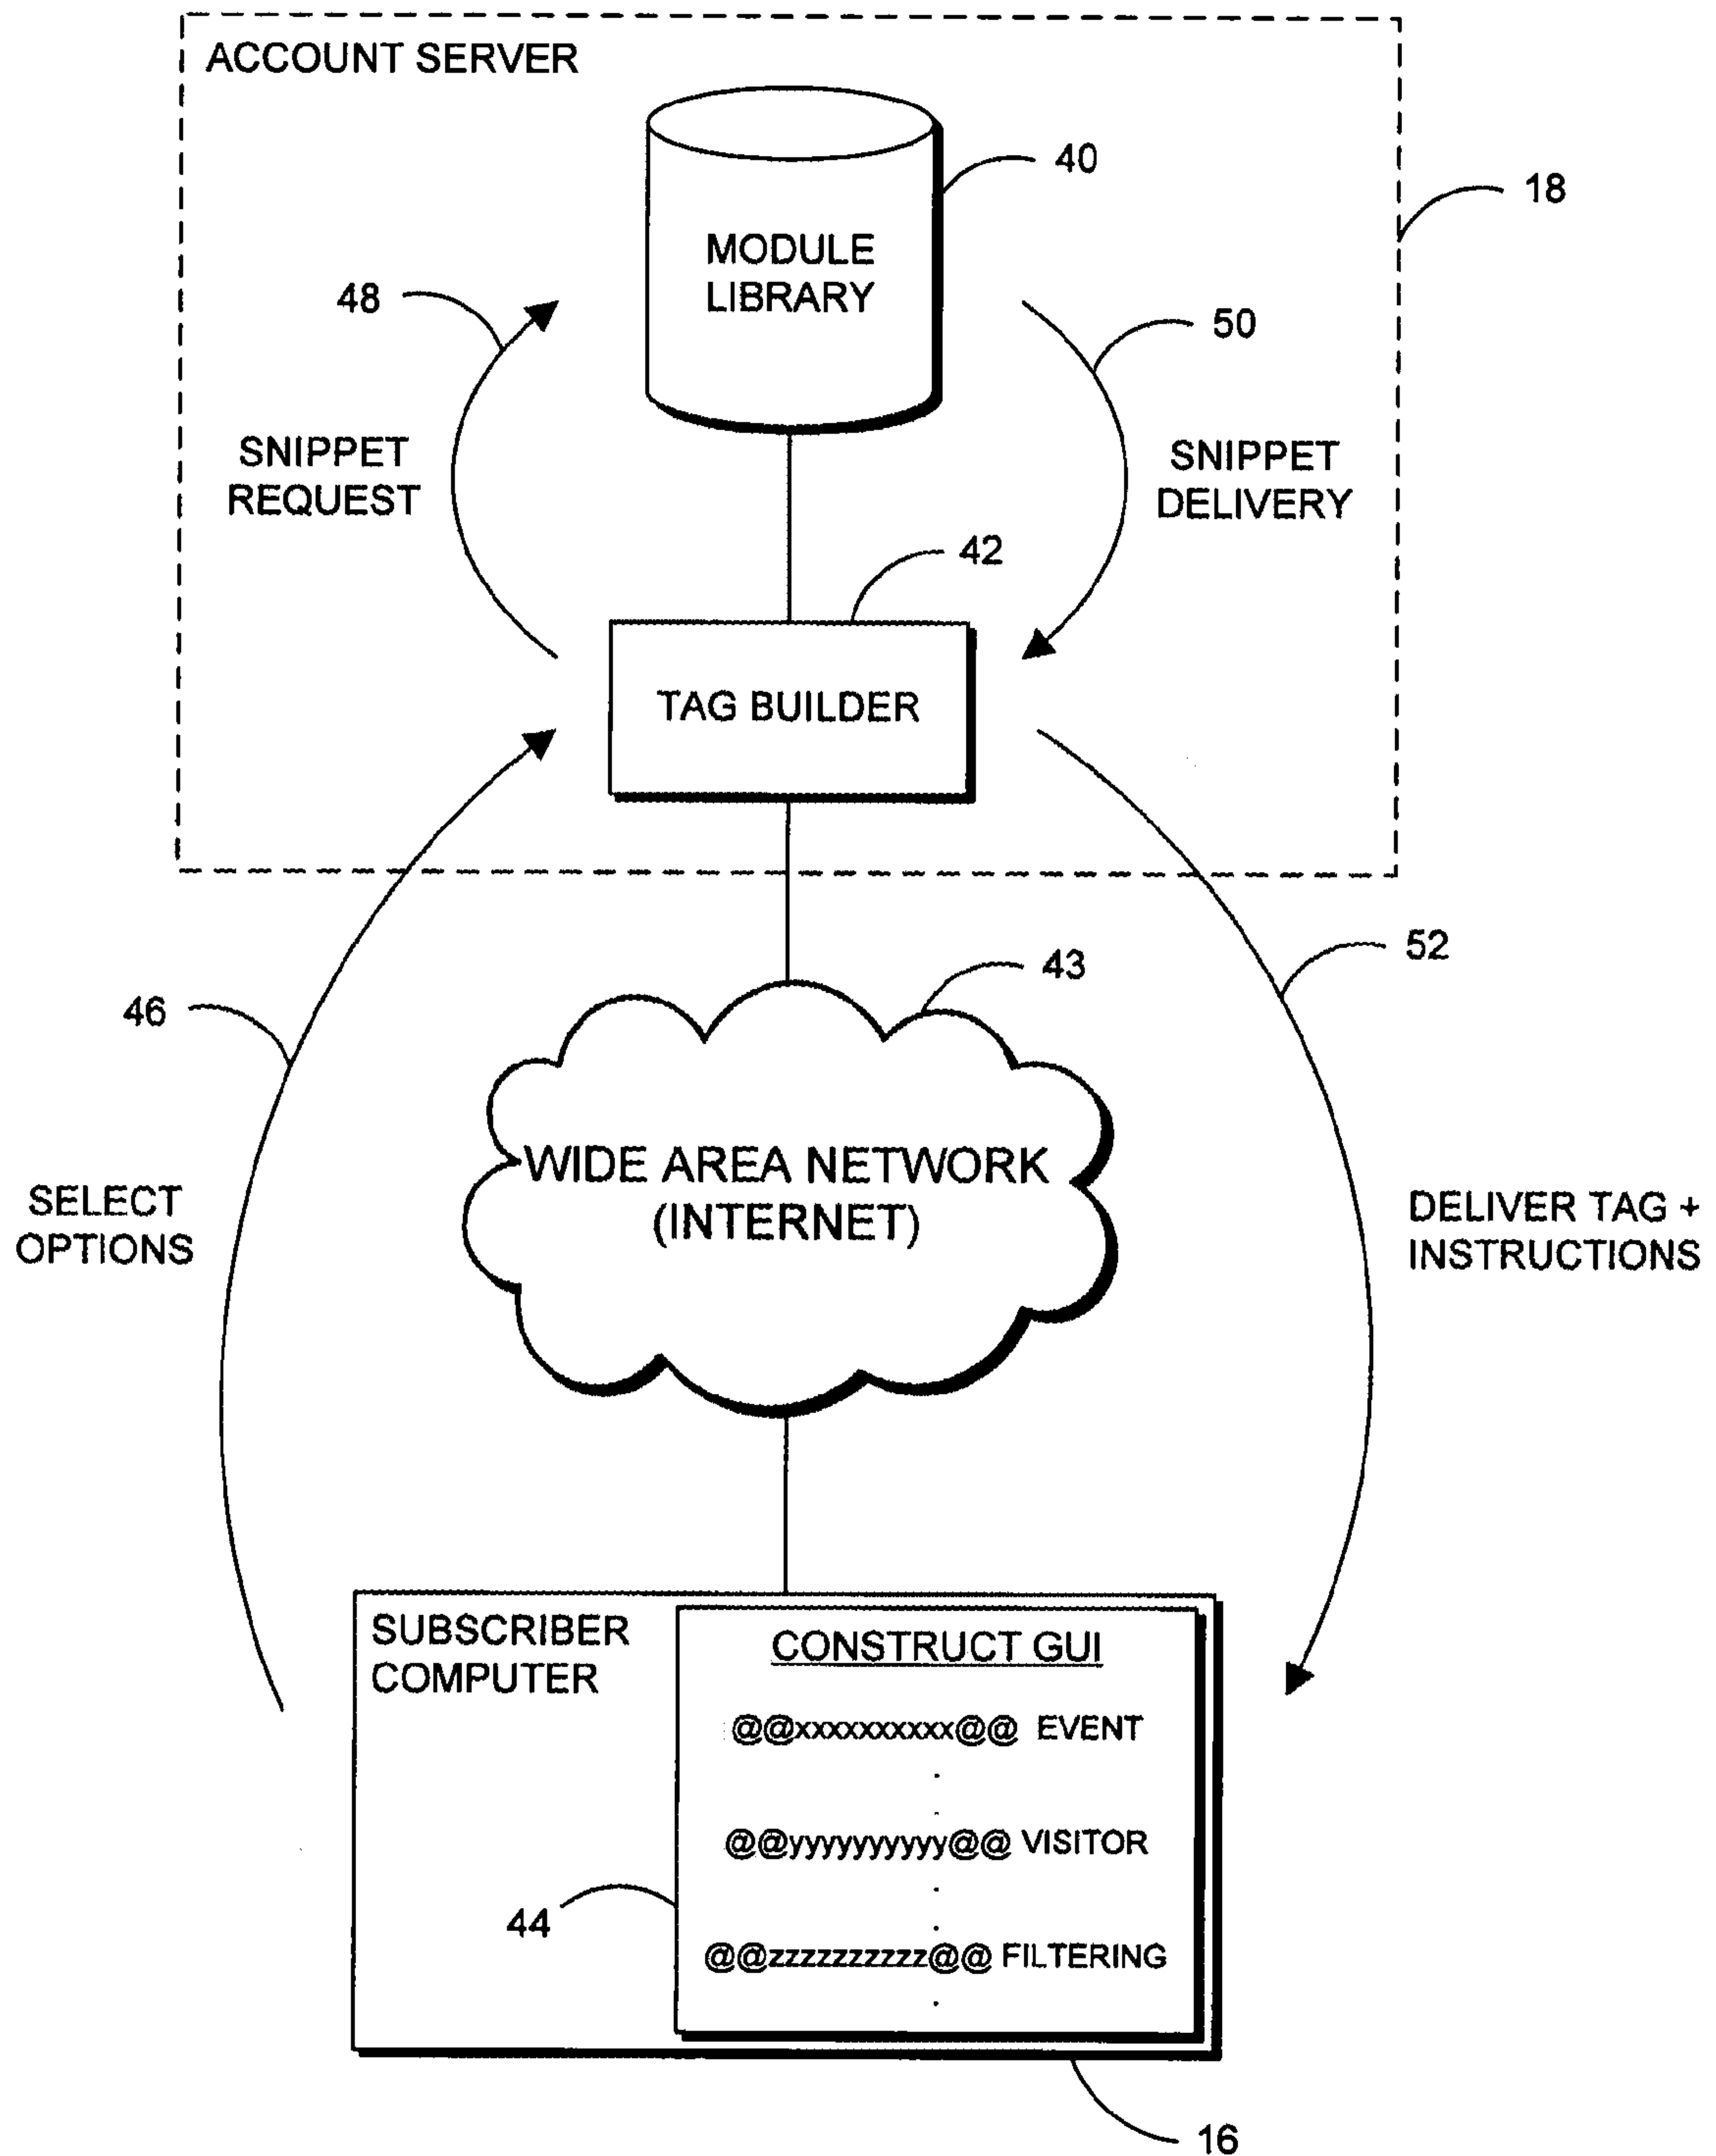 ACCOUNT SERVER
40
18
MODULE
LIBRARY
48
50
SNIPPET
REQUEST
SNIPPET
DELIVERY
42
TAG BUILDER
52
43
46
WIDE AREA NETWORK
(INTERNET)
SELECT
OPTIONS
DELIVER TAG +
INSTRUCTIONS
SUBSCRIBER
COMPUTER
CONSTRUCT GUI
@@xxxxxxxxxx@@ EVENT
@@yyyyyyyyyy@@ VISITOR
44
@@zzzzzzzzzz@@ FILTERING
16